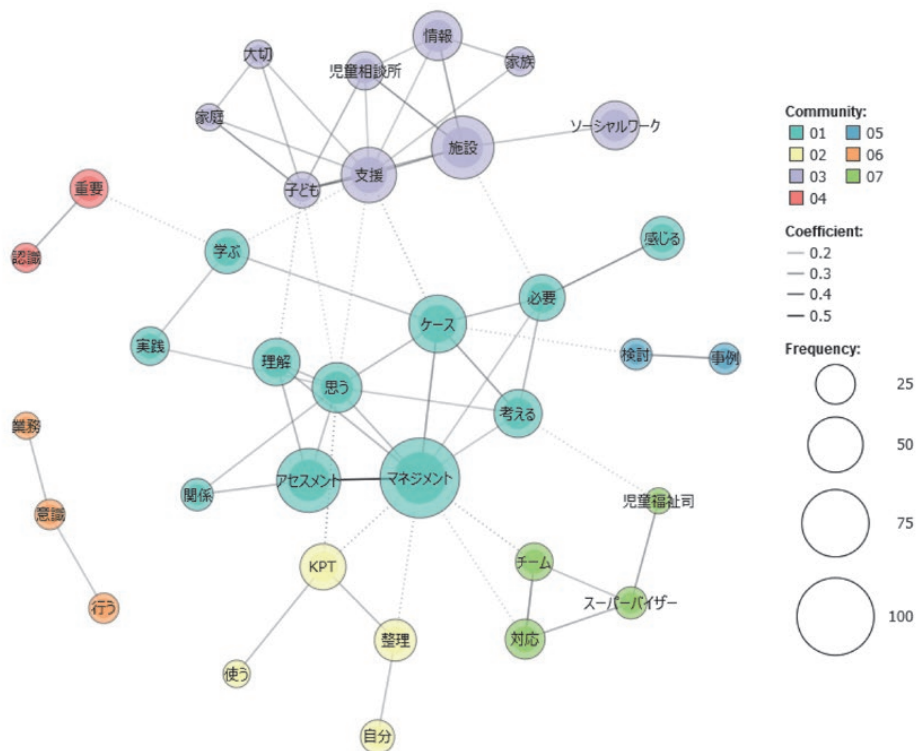 情報
大切
家族
児童相談所
家庭
ソーシャルワーク
施設
支援
子ども
重要
認識
学ぶ
感じる
必要
ケース
実践
理解
検討
事例
思う
考える
業務
アセスメント
マネジメント
関係
意識
児童福祉司
KPT
チーム
行う
スーパーバイザー
対応
整理
使う
自分
Community:
01 05
02 06
03 07
04
Coefficient:
0.2
0.3
0.4
0.5
Frequency:
25
50
75
100